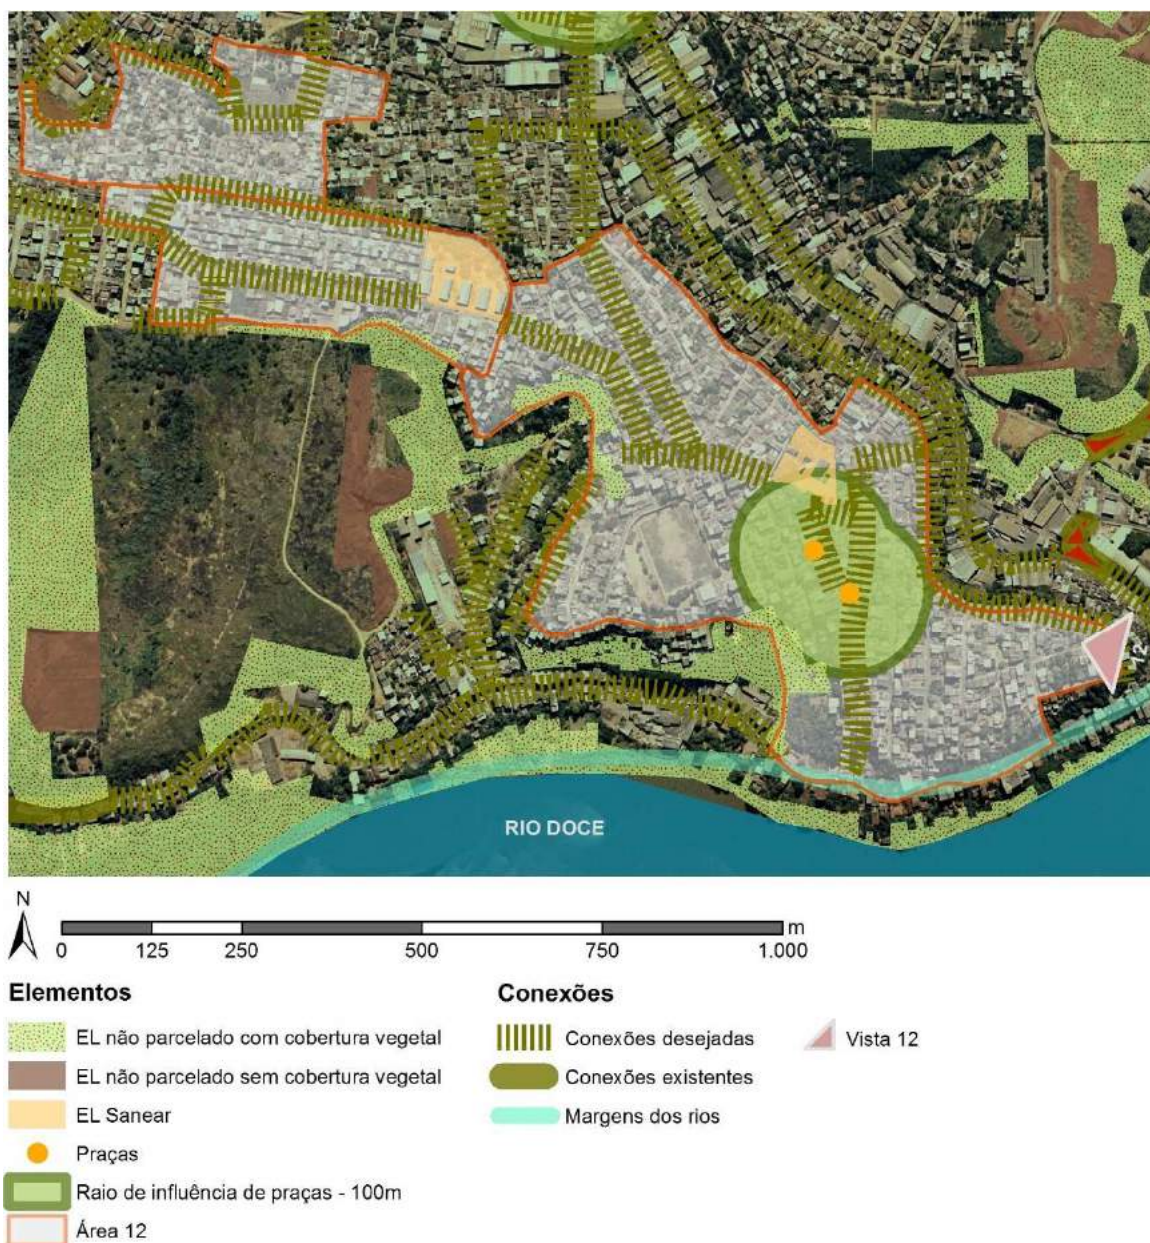 12
RIO DOCE
N
m
0 125 250 500 750 1.000
Elementos
EL não parcelado com cobertura vegetal
EL não parcelado sem cobertura vegetal
EL Sanear
Praças
Raio de influência de praças - 100m
Área 12
Conexões
Conexões desejadas
Conexões existentes
Margens dos rios
Vista 12